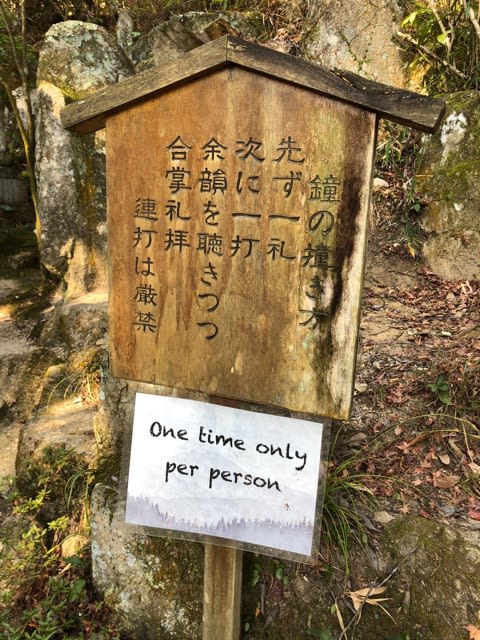 鐘の撞き方
先ず一礼
次に一打
余韻を聴きつつ
合掌礼拝
連打は厳禁
One time only
per person